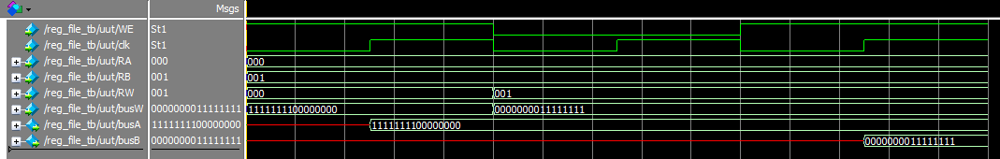 Msgs
/reg_file_tb/uut/WE St1
/reg_file_tb/uut/clk St1
/reg_file_tb/uut/RA 000 000
/reg_file_tb/uut/RB 001 001
/reg_file_tb/uut/RW 001 000 001
/reg_file_tb/uut/busW 0000000011111111 1111111100000000 0000000011111111
/reg_file_tb/uut/busA 1111111100000000 1111111100000000
/reg_file_tb/uut/busB 0000000011111111 0000000011111111